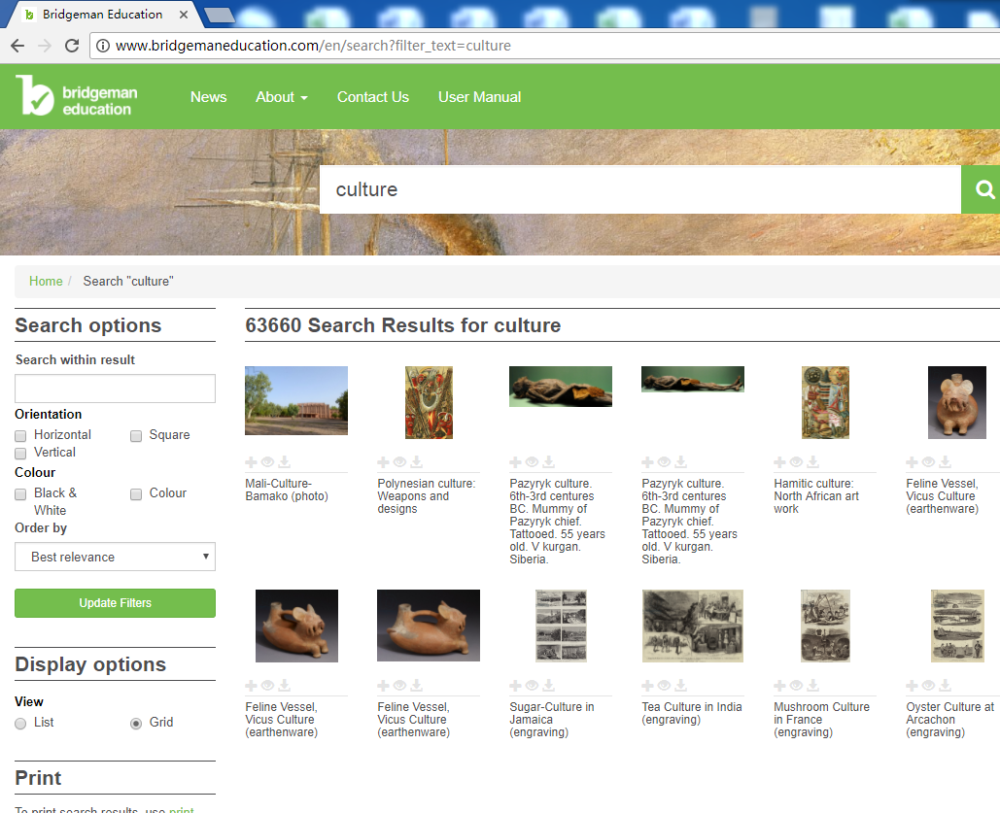 Bridgeman Education
www.bridgemaneducation.com/en/search?filter_text=culture
bridgeman
education
News
About
Contact Us
User Manual
culture
Home / Search "culture"
Search options
Search within result
Orientation
Horizontal
Square
Vertical
Colour
Black &
White
Colour
Order by
Best relevance
Update Filters
Display options
View
List
Grid
Print
To print search results, use print
63660 Search Results for culture
Mali-Culture-
Bamako (photo)
Polynesian culture:
Weapons and
designs
Pazyryk culture.
6th-3rd centures
BC. Mummy of
Pazyryk chief.
Tattooed. 55 years
old. V kurgan.
Siberia.
Pazyryk culture.
6th-3rd centures
BC. Mummy of
Pazyryk chief.
Tattooed. 55 years
old. V kurgan.
Siberia.
Hamitic culture:
North African art
work
Feline Vessel,
Vicus Culture
(earthenware)
Feline Vessel,
Vicus Culture
(earthenware)
Feline Vessel,
Vicus Culture
(earthenware)
Sugar-Culture in
Jamaica
(engraving)
Tea Culture in India
(engraving)
Mushroom Culture
in France
(engraving)
Oyster Culture at
Arcachon
(engraving)